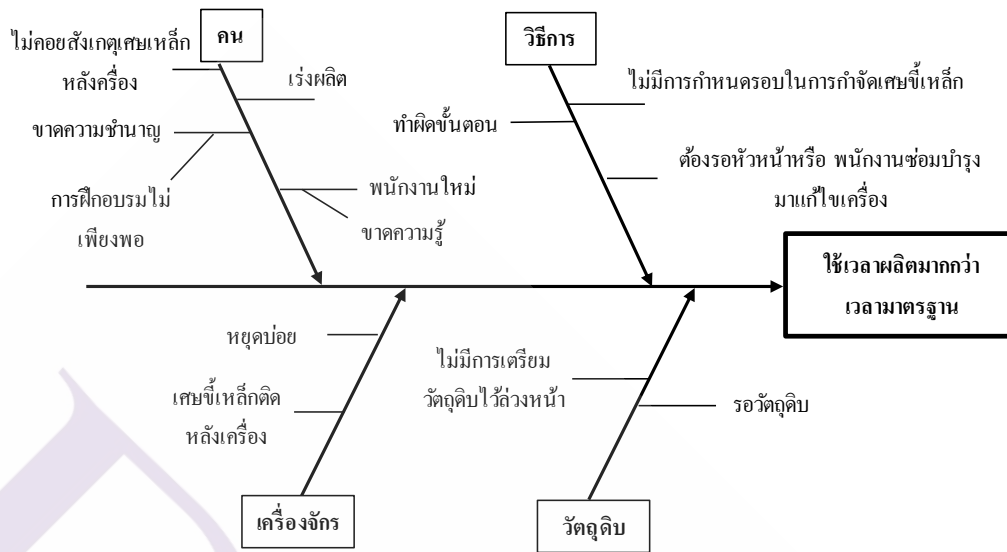 คน
ไม่คอยสังเกตุเศษเหล็ก
หลังครื่อง
เร่งผลิต
ขาดความชำนาญ
การฝึกอบรมไม่
เพียงพอ
พนักงานใหม่
ขาดความรู้
วิธีการ
ไม่มีการกำหนดรอบในการกำจัดเศษขี้เหล็ก
ทำผิดขั้นตอน
ต้องรอหัวหน้าหรือ พนักงานซ่อมบำรุง
มาแก้ไขเครื่อง
ใช้เวลาผลิตมากกว่า
เวลามาตรฐาน
หยุดบ่อย
เศษขี้เหล็กติด
หลังเครื่อง
เครื่องจักร
ไม่มีการเตรียม
วัตถุดิบไว้ล่วงหน้า
รอวัตถุดิบ
วัตถุดิบ